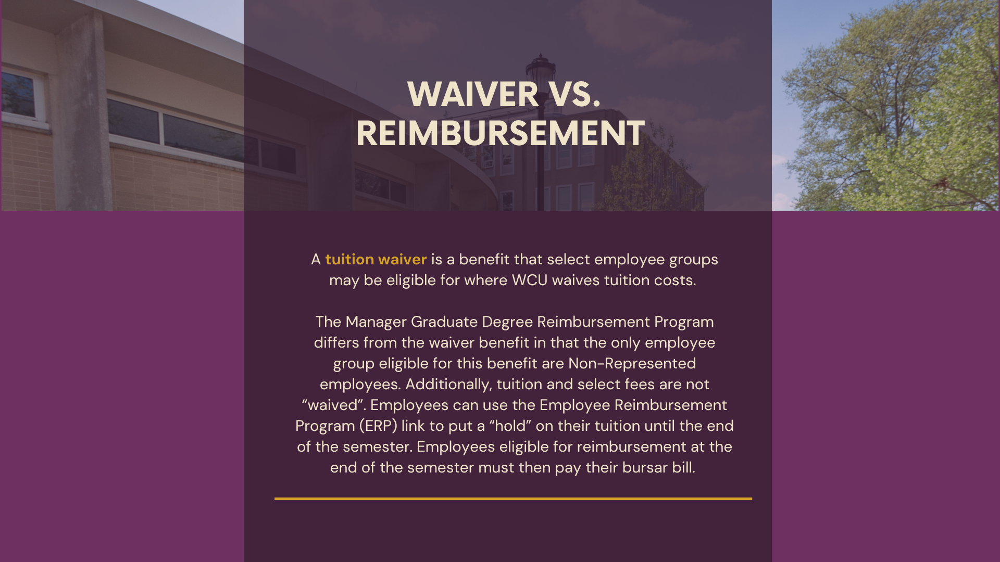 WAIVER VS.
REIMBURSEMENT
A tuition waiver is a benefit that select employee groups
may be eligible for where WCU waives tuition costs.
The Manager Graduate Degree Reimbursement Program
differs from the waiver benefit in that the only employee
group eligible for this benefit are Non-Represented
employees. Additionally, tuition and select fees are not
“waived”. Employees can use the Employee Reimbursement
Program (ERP) link to put a “hold” on their tuition until the end
of the semester. Employees eligible for reimbursement at the
end of the semester must then pay their bursar bill.